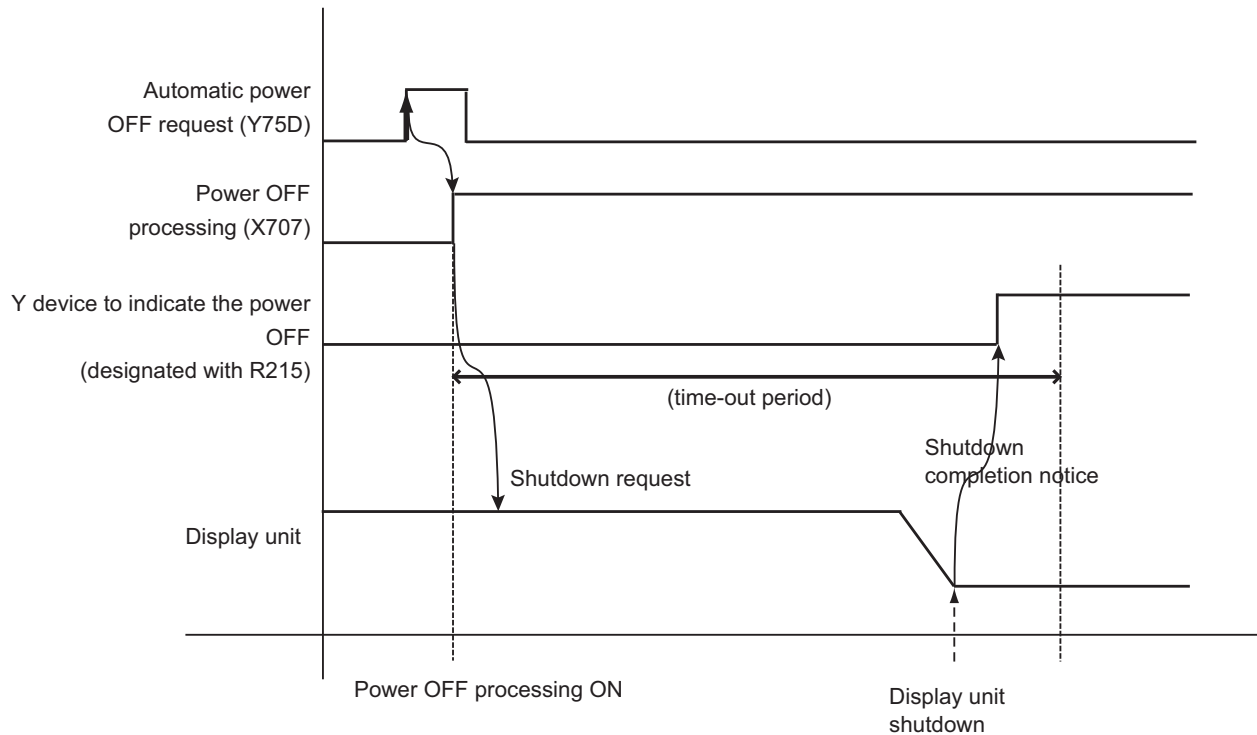 Automatic power
OFF request (Y75D)
Power OFF
processing (X707)
Y device to indicate the power
OFF
(designated with R215)
(time-out period)
Shutdown
completion notice
Shutdown request
Display unit
Power OFF processing ON
Display unit
shutdown